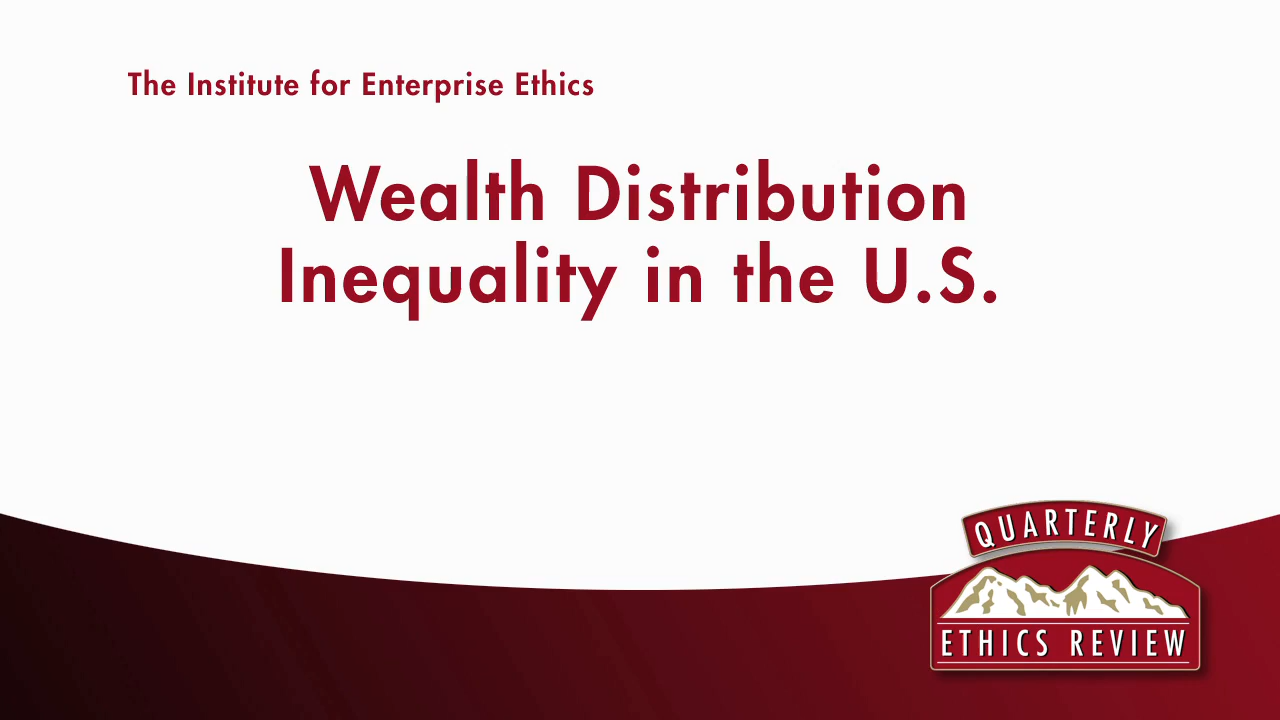 The Institute for Enterprise Ethics
Wealth Distribution
Inequality in the U.S.
QUARTERLY
ETHICS REVIEW